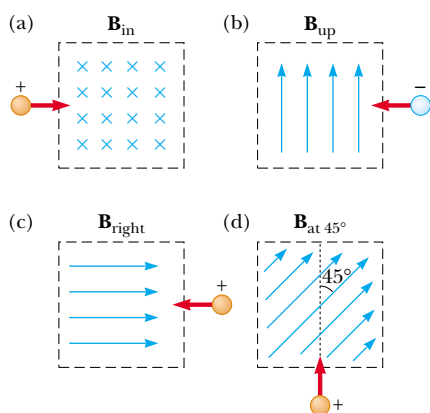 (a) B_in
+
(b) B_up
−
(c) B_right
+
(d) B_at 45°
45°
+